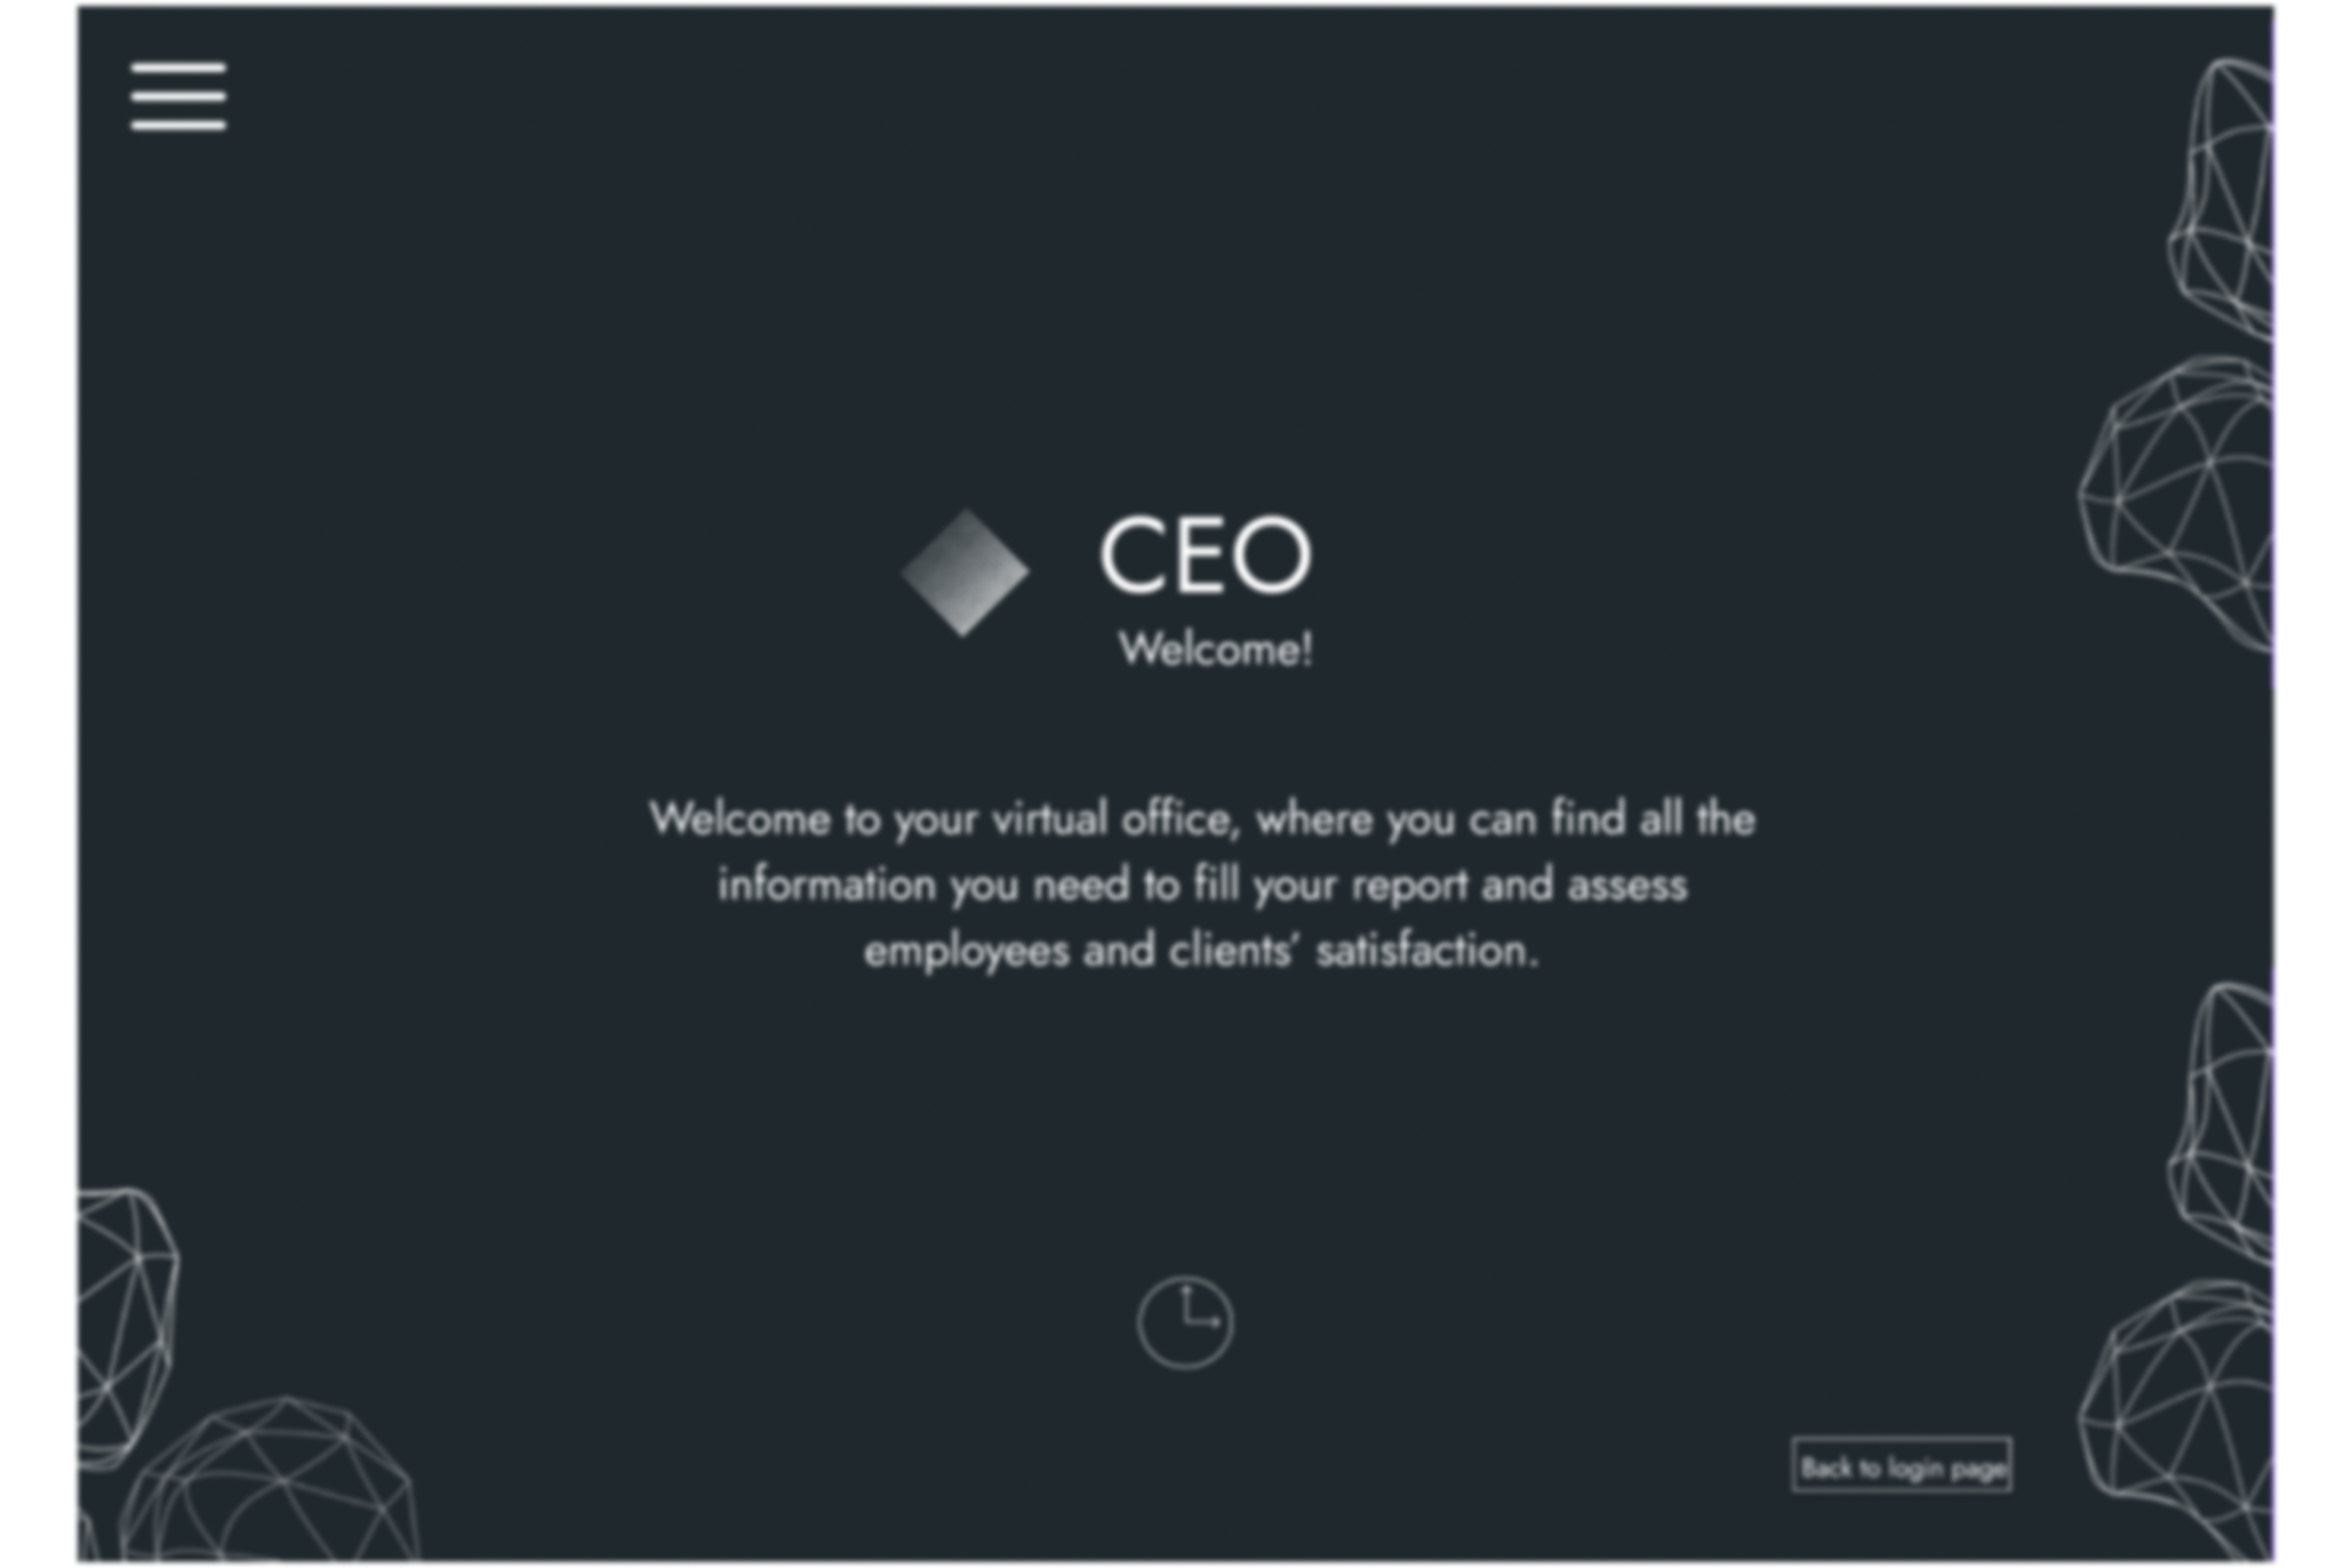 CEO
Welcome!
Welcome to your virtual office, where you can find all the
information you need to fill your report and assess
employees and clients’ satisfaction.
Back to login page